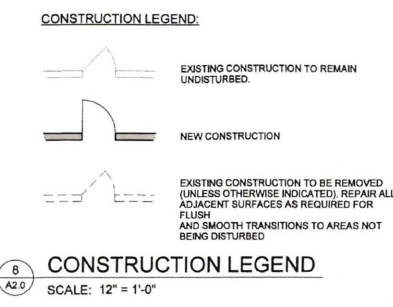 CONSTRUCTION LEGEND:
EXISTING CONSTRUCTION TO REMAIN
UNDISTURBED.
NEW CONSTRUCTION
EXISTING CONSTRUCTION TO BE REMOVED
(UNLESS OTHERWISE INDICATED). REPAIR ALL
ADJACENT SURFACES AS REQUIRED FOR
FLUSH
AND SMOOTH TRANSITIONS TO AREAS NOT
BEING DISTURBED
8
A2.0
CONSTRUCTION LEGEND
SCALE: 12" = 1'-0"